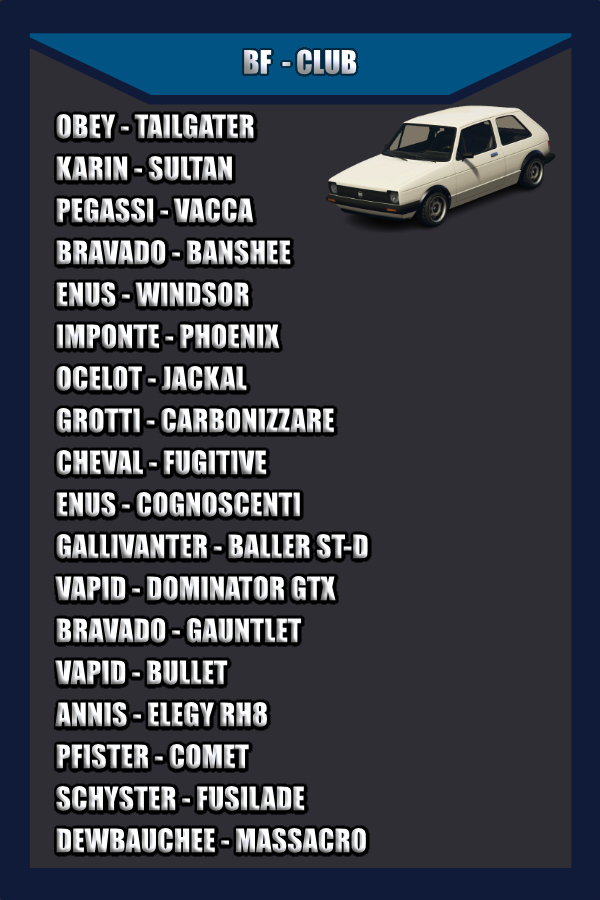 BF - CLUB
OBEY - TAILGATER
KARIN - SULTAN
PEGASSI - VACCA
BRAVADO - BANSHEE
ENUS - WINDSOR
IMPONTE - PHOENIX
OCELOT - JACKAL
GROTTI - CARBONIZZARE
CHEVAL - FUGITIVE
ENUS - COGNOSCENTI
GALLIVANTER - BALLER ST-D
VAPID - DOMINATOR GTX
BRAVADO - GAUNTLET
VAPID - BULLET
ANNIS - ELEGY RH8
PFISTER - COMET
SCHYSTER - FUSILADE
DEWBAUCHEE - MASSACRO